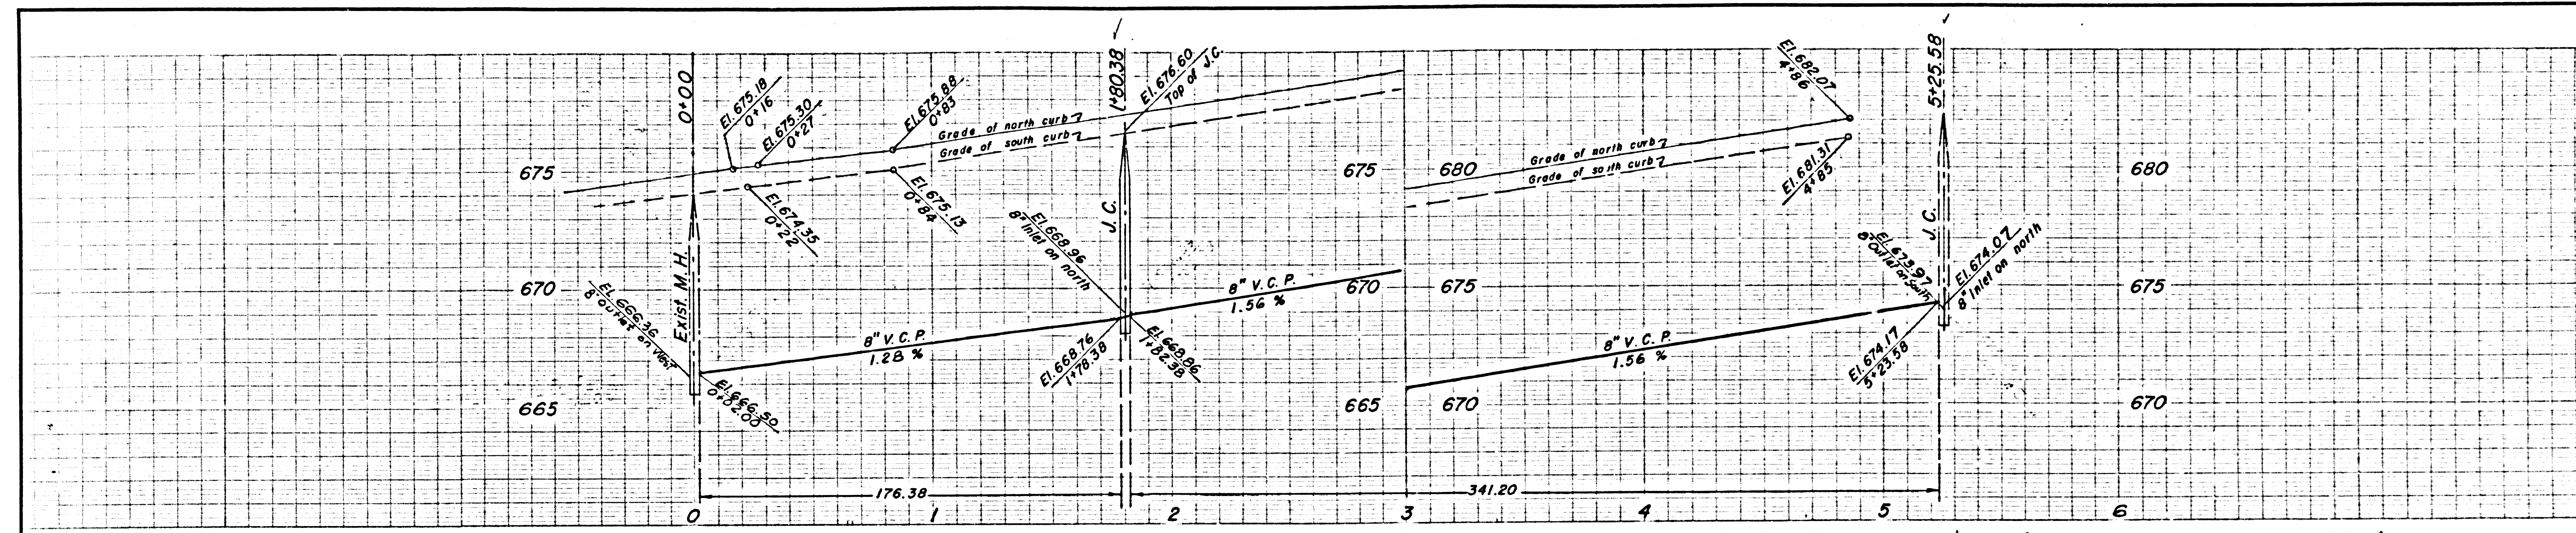 0+00
El. 675.18
0+16
El. 675.30
0+27
El. 675.88
0+83
1+80.38
El. 676.60
Top of J.C.
El. 682.07
4+86
5+25.58
Grade of north curb
Grade of south curb
Grade of north curb
Grade of south curb
675
675
680
680
El. 681.31
4+85
El. 674.35
0+22
El. 675.13
0+84
El. 668.96
8" Inlet on north
J. C.
El. 673.97
8" Outlet on South
J. C.
El. 674.07
8" Inlet on north
Exist. M. H.
670
670
675
675
8" V. C. P.
1.56 %
El. 666.36
8" outlet on West
8" V. C. P.
1.28 %
8" V. C. P.
1.56 %
El. 668.76
1+78.38
El. 668.86
1+82.38
El. 674.17
5+23.58
El. 666.50
0+02.00
665
665
670
670
176.38
341.20
0
1
2
3
4
5
6